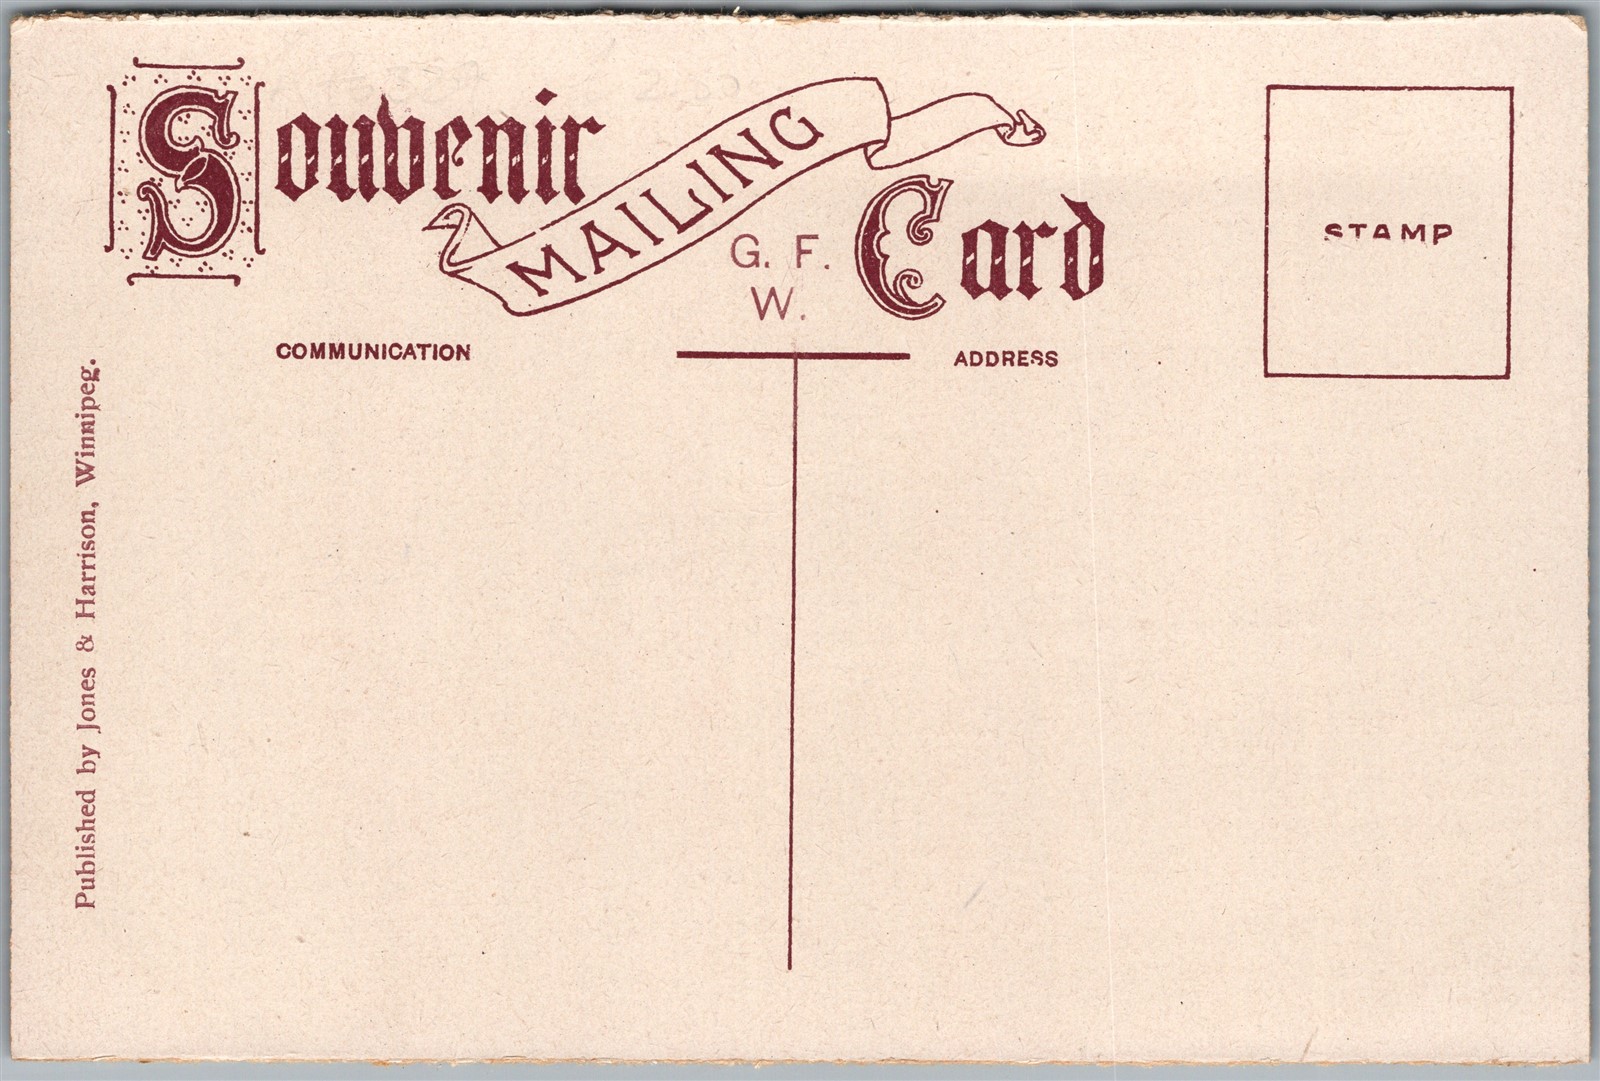 Souvenir
MAILING
Card
G. F.
W.
STAMP
COMMUNICATION
ADDRESS
Published by Jones & Harrison, Winnipeg.